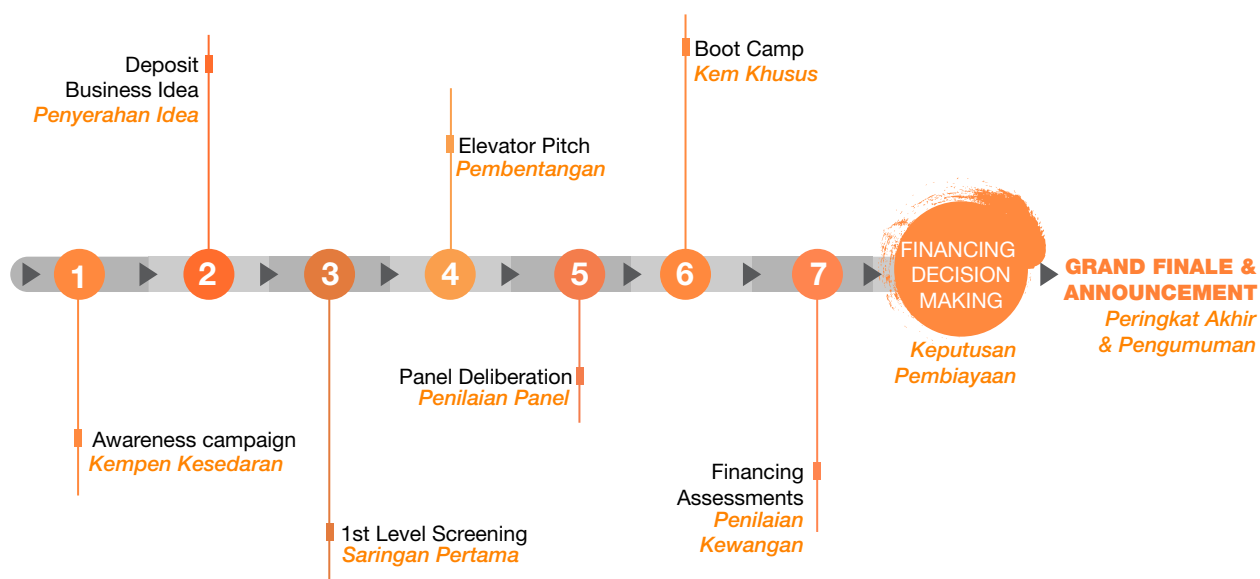 1
Awareness campaign
Kempen Kesedaran
2
Deposit
Business Idea
Penyerahan Idea
3
1st Level Screening
Saringan Pertama
4
Elevator Pitch
Pembentangan
5
Panel Deliberation
Penilaian Panel
6
Boot Camp
Kem Khusus
7
Financing
Assessments
Penilaian
Kewangan
FINANCING
DECISION
MAKING
Keputusan
Pembiayaan
GRAND FINALE &
ANNOUNCEMENT
Peringkat Akhir
& Pengumuman